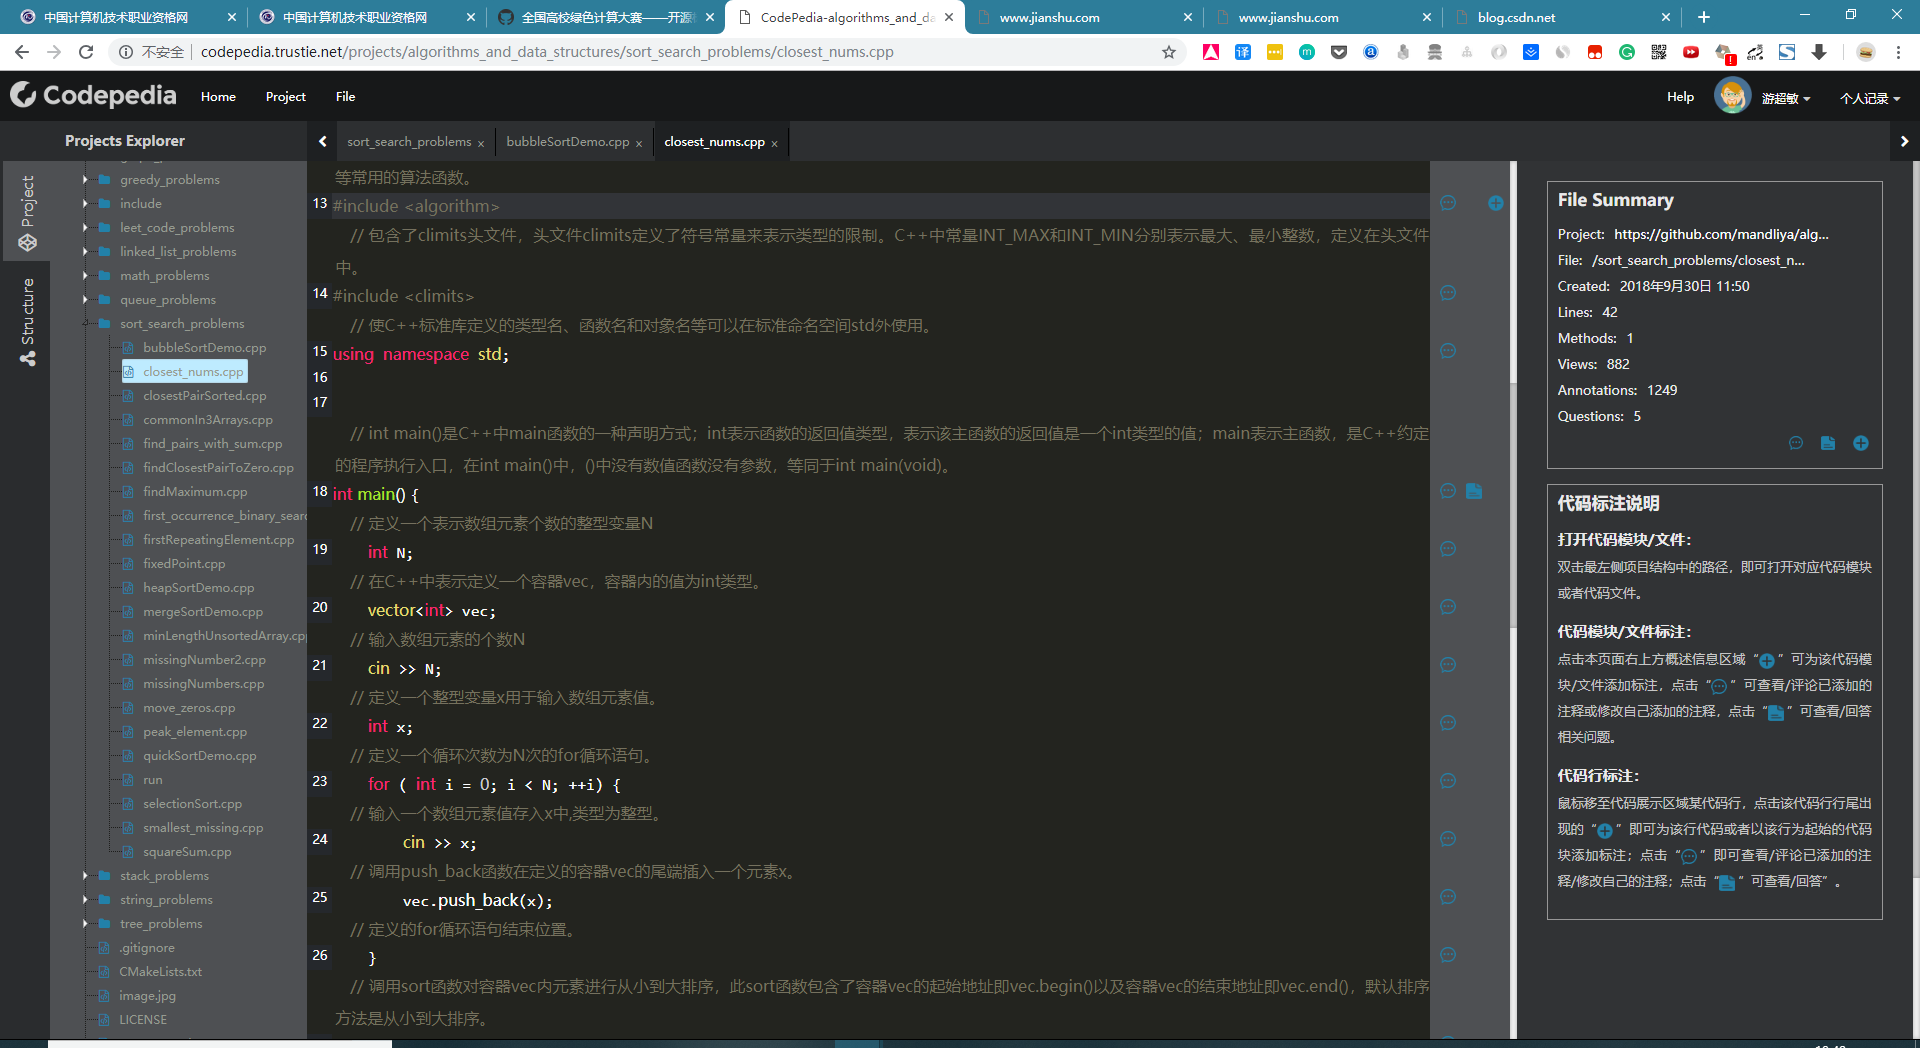 中国计算机技术职业资格网
中国计算机技术职业资格网
全国高校绿色计算大赛——开源
CodePedia-algorithms_and_da
www.jianshu.com
www.jianshu.com
blog.csdn.net
不安全
codepedia.trustie.net/projects/algorithms_and_data_structures/sort_search_problems/closest_nums.cpp
Codepedia
Home
Project
File
Help
游超敏
个人记录
Projects Explorer
sort_search_problems ×
bubbleSortDemo.cpp ×
closest_nums.cpp ×
Project
Structure
greedy_problems
include
leet_code_problems
linked_list_problems
math_problems
queue_problems
sort_search_problems
bubbleSortDemo.cpp
closest_nums.cpp
closestPairSorted.cpp
commonIn3Arrays.cpp
find_pairs_with_sum.cpp
findClosestPairToZero.cpp
findMaximum.cpp
first_occurrence_binary_searc
firstRepeatingElement.cpp
fixedPoint.cpp
heapSortDemo.cpp
mergeSortDemo.cpp
minLengthUnsortedArray.cpp
missingNumber2.cpp
missingNumbers.cpp
move_zeros.cpp
peak_element.cpp
quickSortDemo.cpp
run
selectionSort.cpp
smallest_missing.cpp
squareSum.cpp
stack_problems
string_problems
tree_problems
.gitignore
CMakeLists.txt
image.jpg
LICENSE
等常用的算法函数。
13 #include <algorithm>
// 包含了climits头文件，头文件climits定义了符号常量来表示类型的限制。C++中常量INT_MAX和INT_MIN分别表示最大、最小整数，定义在头文件
中。
14 #include <climits>
// 使C++标准库定义的类型名、函数名和对象名等可以在标准命名空间std外使用。
15 using namespace std;
16
17
// int main()是C++中main函数的一种声明方式；int表示函数的返回值类型，表示该主函数的返回值是一个int类型的值；main表示主函数，是C++约定
的程序执行入口，在int main()中，()中没有数值函数没有参数，等同于int main(void)。
18 int main() {
// 定义一个表示数组元素个数的整型变量N
19 int N;
// 在C++中表示定义一个容器vec，容器内的值为int类型。
20 vector<int> vec;
// 输入数组元素的个数N
21 cin >> N;
// 定义一个整型变量x用于输入数组元素值。
22 int x;
// 定义一个循环次数为N次的for循环语句。
23 for ( int i = 0; i < N; ++i) {
// 输入一个数组元素值存入x中,类型为整型。
24 cin >> x;
// 调用push_back函数在定义的容器vec的尾端插入一个元素x。
25 vec.push_back(x);
// 定义的for循环语句结束位置。
26 }
// 调用sort函数对容器vec内元素进行从小到大排序，此sort函数包含了容器vec的起始地址即vec.begin()以及容器vec的结束地址即vec.end()，默认排序
方法是从小到大排序。
File Summary
Project: https://github.com/mandliya/alg...
File: /sort_search_problems/closest_n...
Created: 2018年9月30日 11:50
Lines: 42
Methods: 1
Views: 882
Annotations: 1249
Questions: 5
代码标注说明
打开代码模块/文件：
双击最左侧项目结构中的路径，即可打开对应代码模块
或者代码文件。
代码模块/文件标注：
点击本页面右上方概述信息区域“ ”可为该代码模
块/文件添加标注，点击“ ”可查看/评论已添加的
注释或修改自己添加的注释，点击“ ”可查看/回答
相关问题。
代码行标注：
鼠标移至代码展示区域某代码行，点击该代码行行尾出
现的“ ”即可为该行代码或者以该行为起始的代码
块添加标注；点击“ ”即可查看/评论已添加的注
释/修改自己的注释；点击“ ”可查看/回答”。